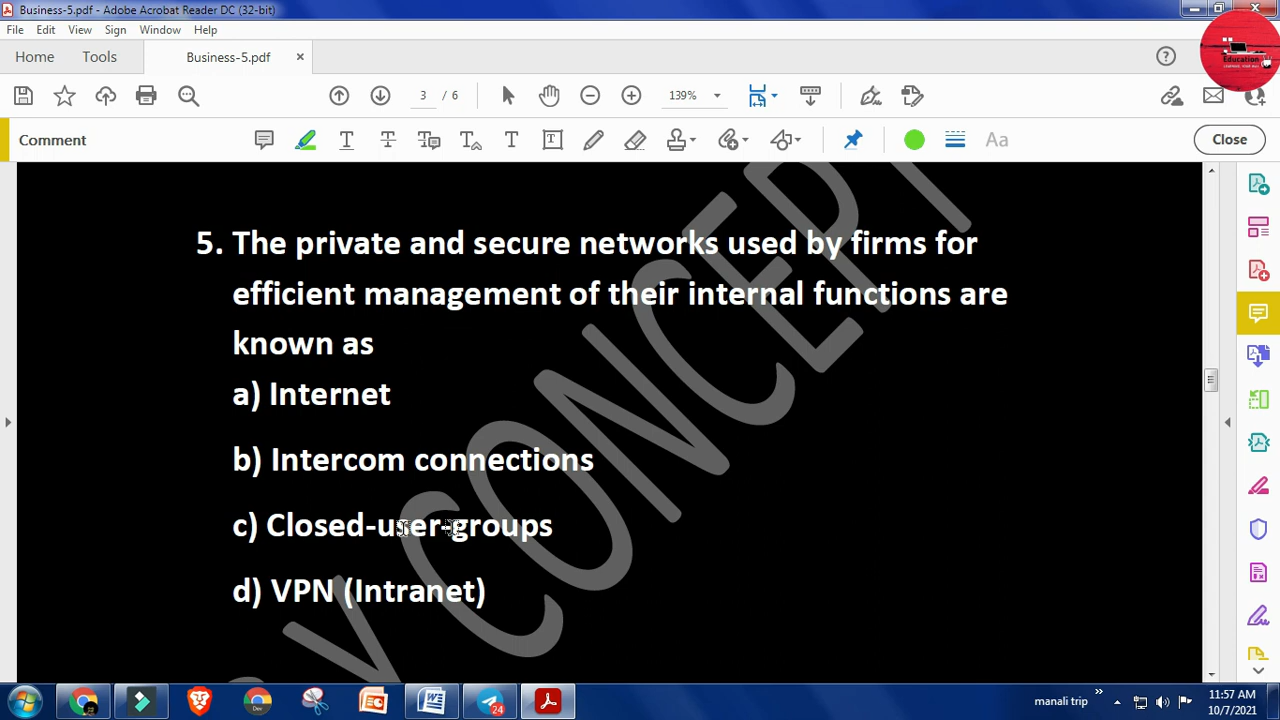 Business-5.pdf - Adobe Acrobat Reader DC (32-bit)
File Edit View Sign Window Help
Home Tools Business-5.pdf ×
Education
3 / 6 139%
Comment Aa Close
5. The private and secure networks used by firms for
efficient management of their internal functions are
known as
a) Internet
b) Intercom connections
c) Closed-user-groups
d) VPN (Intranet)
Y CONCEPT
24
manali trip
11:57 AM
10/7/2021